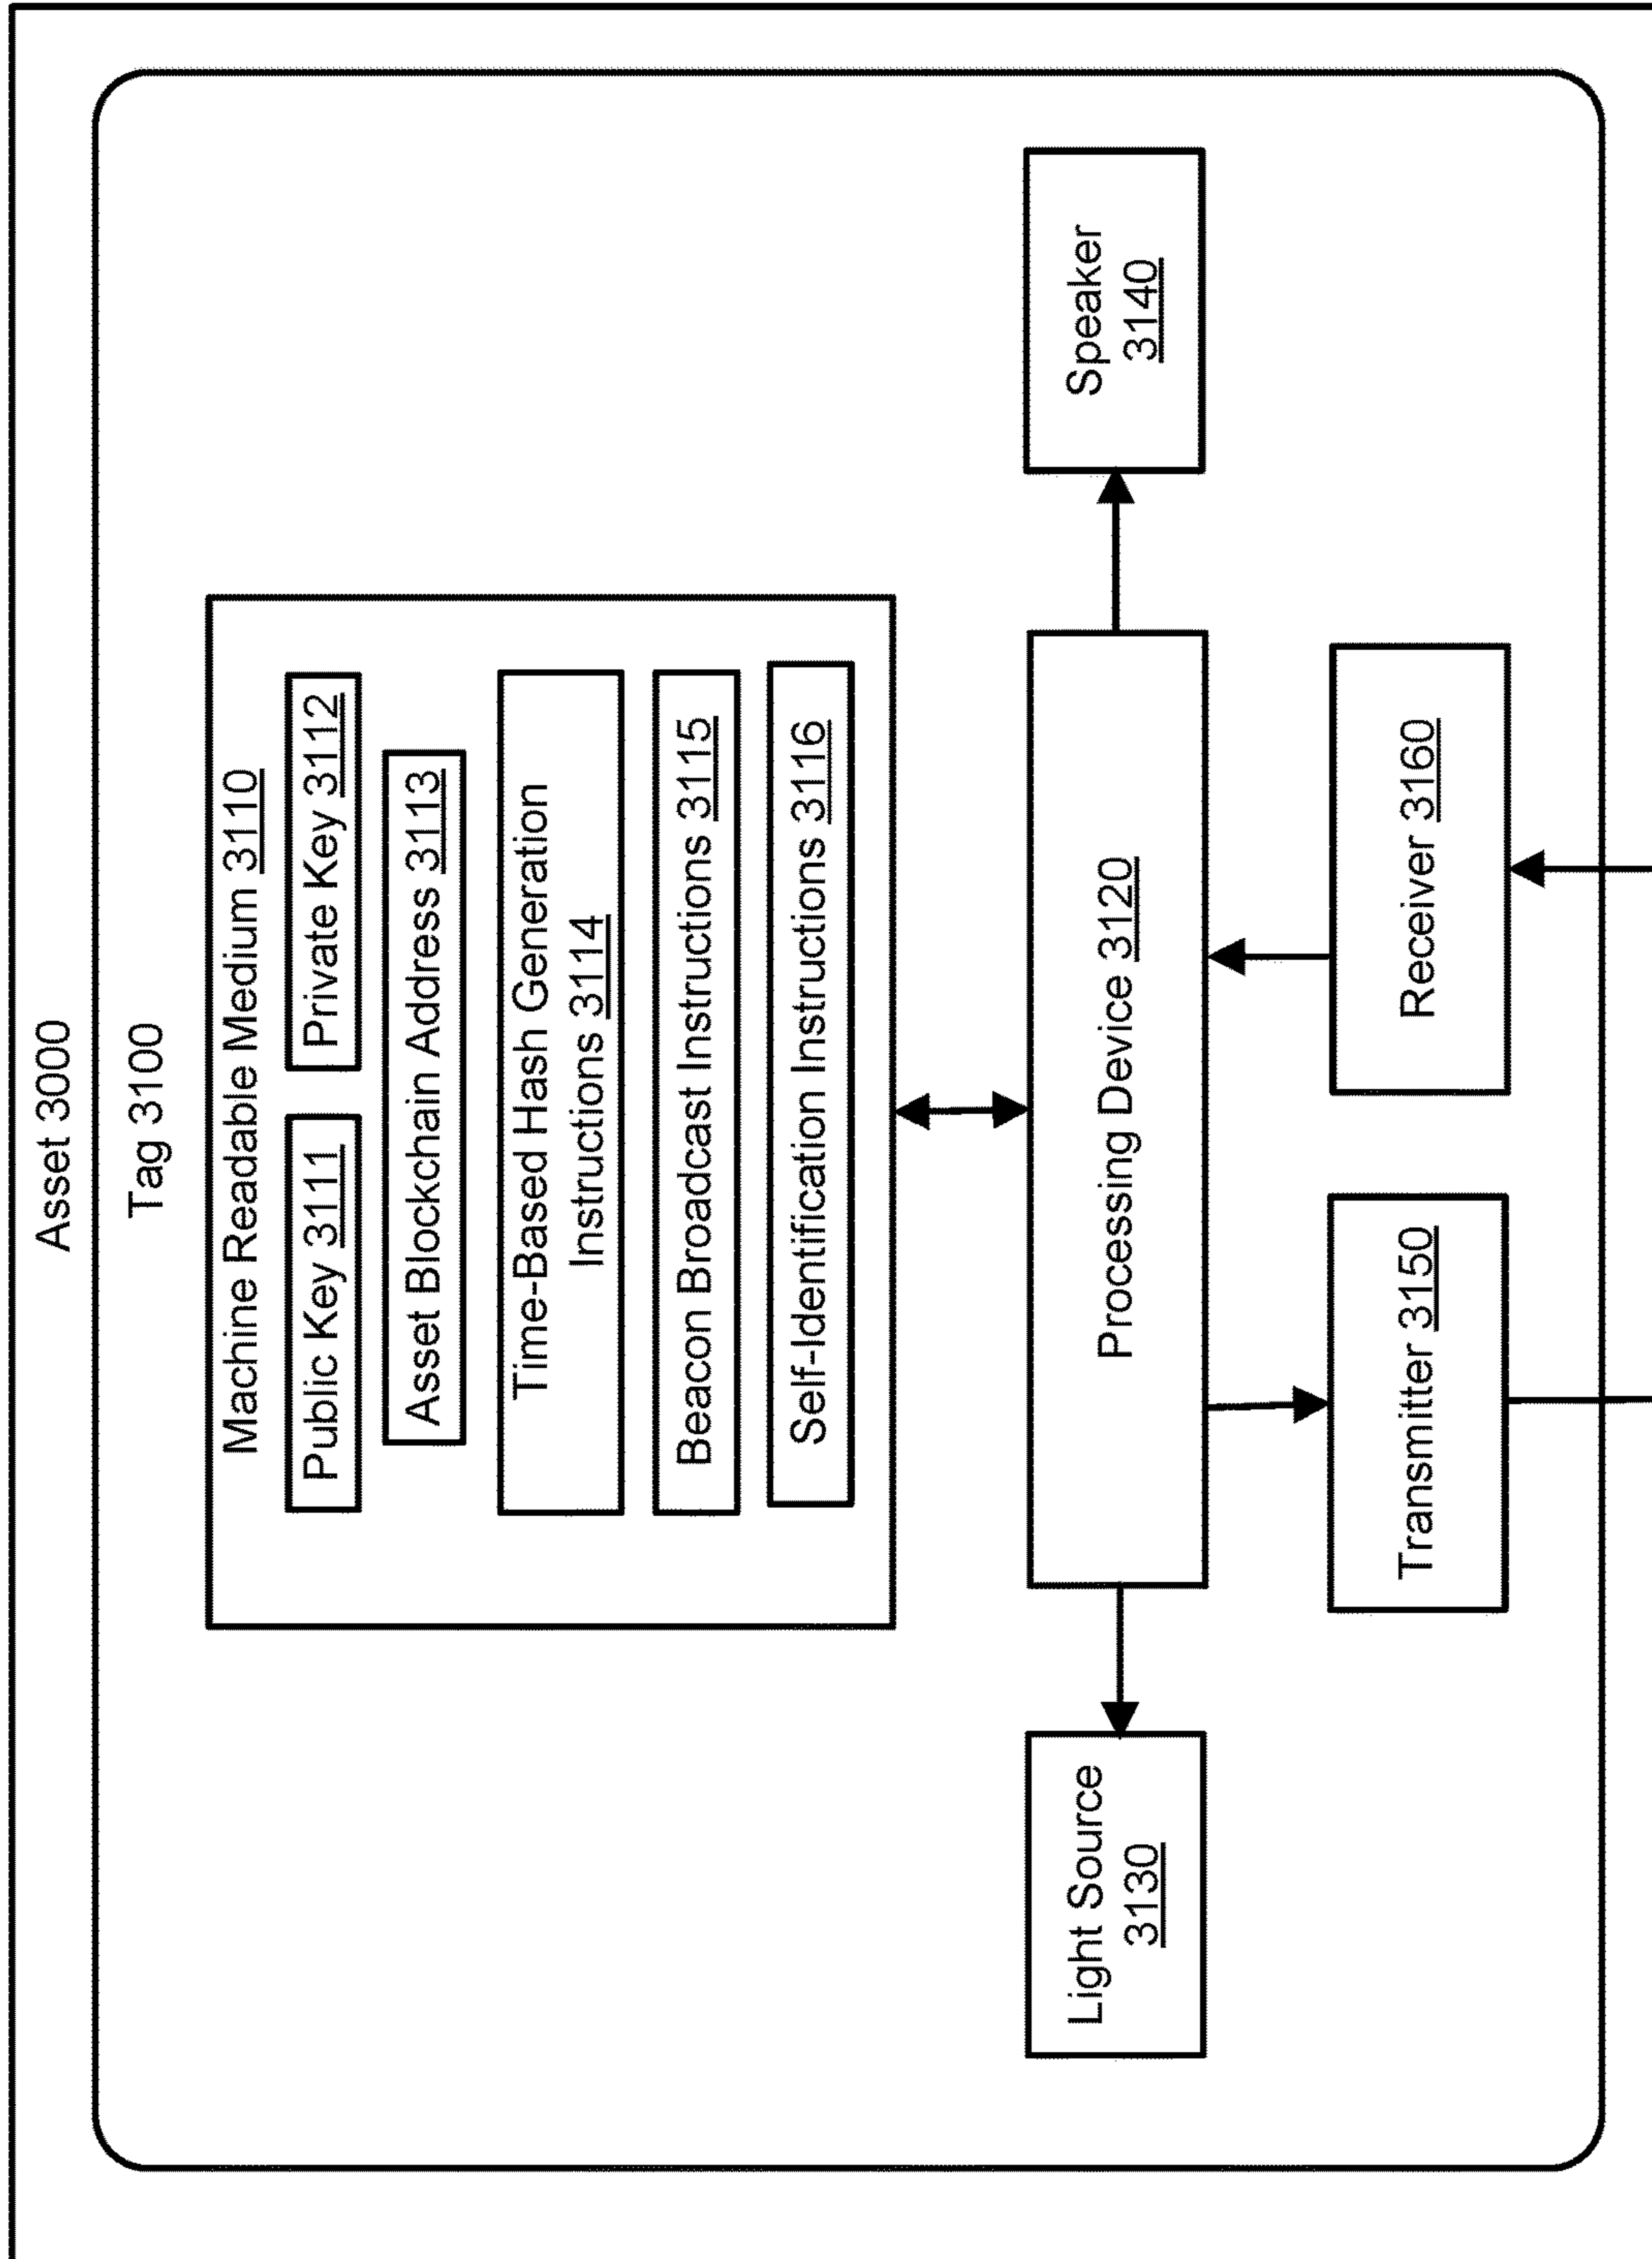 Asset 3000
Tag 3100
Machine Readable Medium 3110
Public Key 3111
Private Key 3112
Asset Blockchain Address 3113
Time-Based Hash Generation
Instructions 3114
Beacon Broadcast Instructions 3115
Self-Identification Instructions 3116
Light Source
3130
Processing Device 3120
Speaker
3140
Transmitter 3150
Receiver 3160